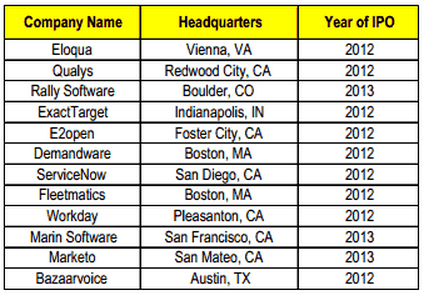 Company Name Headquarters Year of IPO
Eloqua Vienna, VA 2012
Qualys Redwood City, CA 2012
Rally Software Boulder, CO 2013
ExactTarget Indianapolis, IN 2012
E2open Foster City, CA 2012
Demandware Boston, MA 2012
ServiceNow San Diego, CA 2012
Fleetmatics Boston, MA 2012
Workday Pleasanton, CA 2012
Marin Software San Francisco, CA 2013
Marketo San Mateo, CA 2013
Bazaarvoice Austin, TX 2012